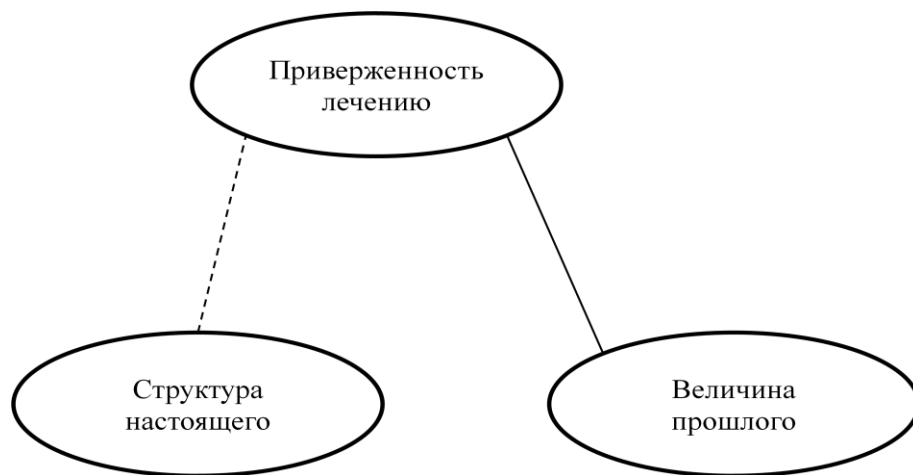 Приверженность
лечению
Структура
настоящего
Величина
прошлого